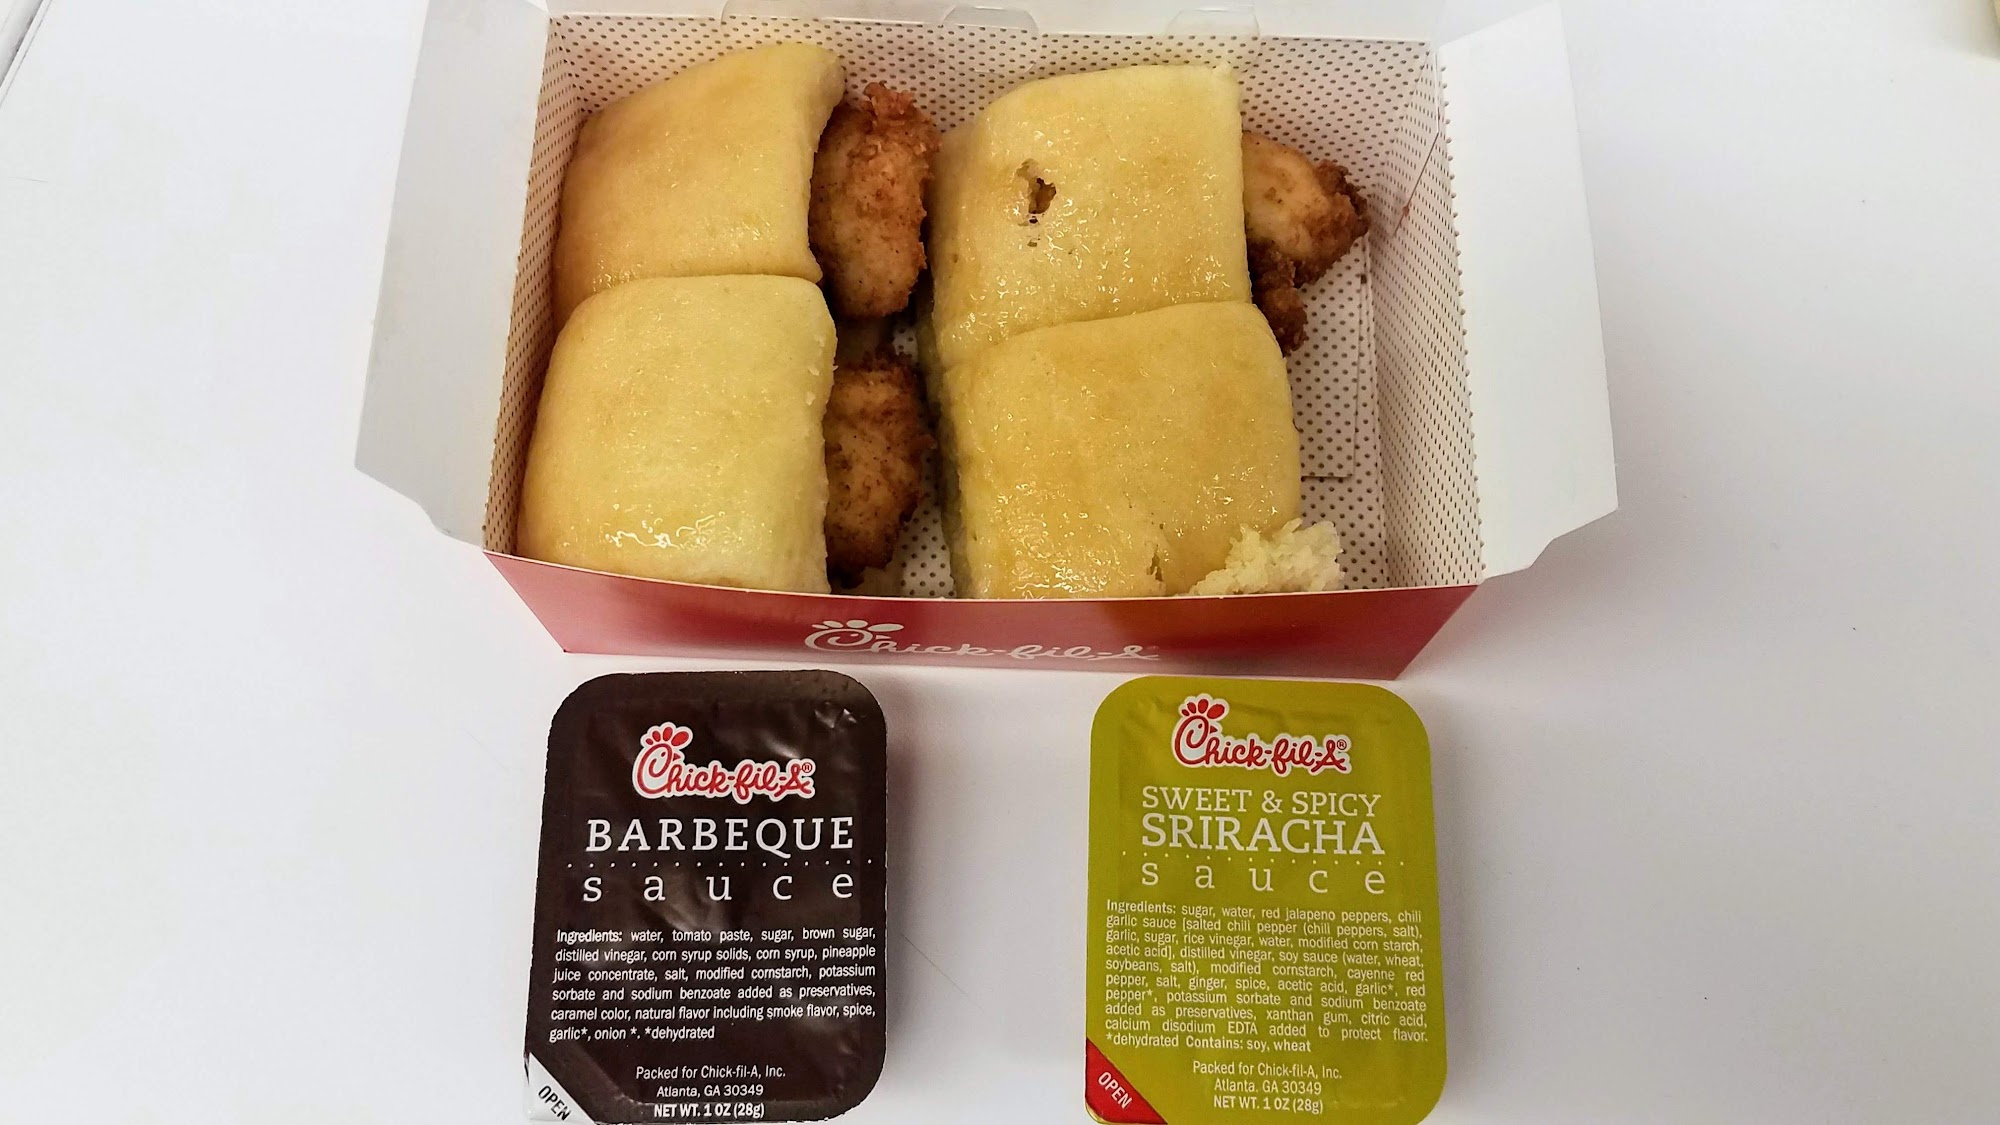 Chick-fil-A
Chick-fil-A®
BARBEQUE
sauce
Ingredients: water, tomato paste, sugar, brown sugar,
distilled vinegar, corn syrup solids, corn syrup, pineapple
juice concentrate, salt, modified cornstarch, potassium
sorbate and sodium benzoate added as preservatives,
caramel color, natural flavor including smoke flavor, spice,
garlic*, onion *. *dehydrated
Packed for Chick-fil-A, Inc.
Atlanta, GA 30349
NET WT. 1 OZ (28g)
OPEN
Chick-fil-A®
SWEET & SPICY
SRIRACHA
sauce
Ingredients: sugar, water, red jalapeno peppers, chili
garlic sauce [salted chili pepper (chili peppers, salt),
garlic, sugar, rice vinegar, water, modified corn starch,
acetic acid], distilled vinegar, soy sauce (water, wheat,
soybeans, salt), modified cornstarch, cayenne red
pepper, salt, ginger, spice, acetic acid, garlic*, red
pepper*, potassium sorbate and sodium benzoate
added as preservatives, xanthan gum, citric acid,
calcium disodium EDTA added to protect flavor.
*dehydrated Contains: soy, wheat
Packed for Chick-fil-A, Inc.
Atlanta. GA 30349
NET WT. 1 OZ (28g)
OPEN